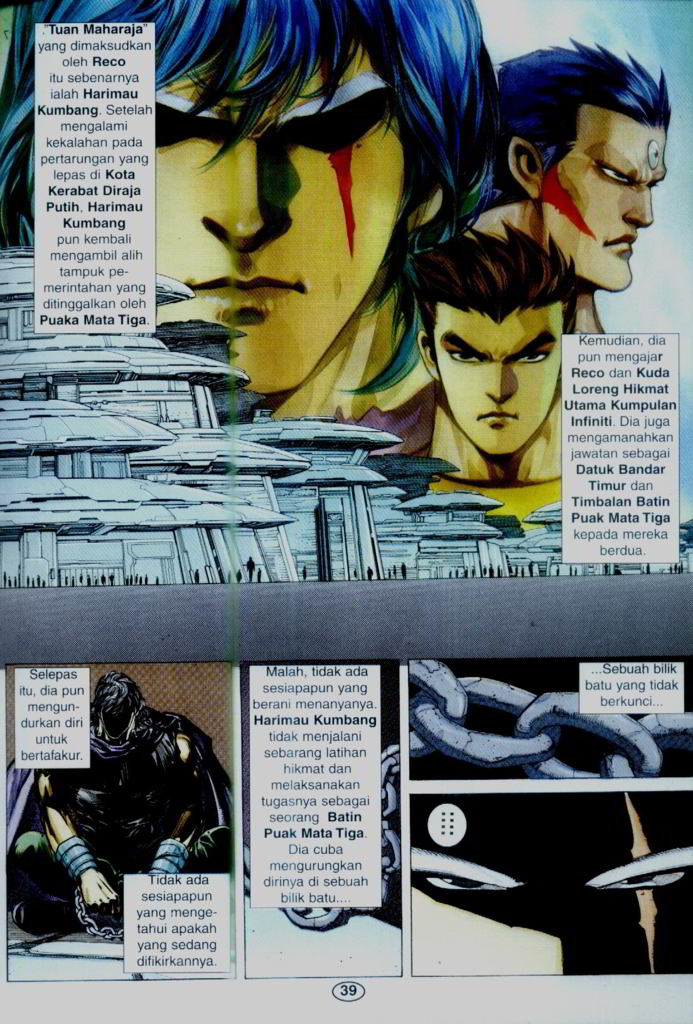 "Tuan Maharaja"
yang dimaksudkan
oleh Reco
itu sebenarnya
ialah Harimau
Kumbang. Setelah
mengalami
kekalahan pada
pertarungan yang
lepas di Kota
Kerabat Diraja
Putih, Harimau
Kumbang
pun kembali
mengambil alih
tampuk pe-
merintahan yang
ditinggalkan oleh
Puaka Mata Tiga.
Kemudian, dia
pun mengajar
Reco dan Kuda
Loreng Hikmat
Utama Kumpulan
Infiniti. Dia juga
mengamanahkan
jawatan sebagai
Datuk Bandar
Timur dan
Timbalan Batin
Puak Mata Tiga
kepada mereka
berdua.
Selepas
itu, dia pun
mengun-
durkan diri
untuk
bertafakur.
Tidak ada
sesiapapun
yang menge-
tahui apakah
yang sedang
difikirkannya.
Malah, tidak ada
sesiapapun yang
berani menanyanya.
Harimau Kumbang
tidak menjalani
sebarang latihan
hikmat dan
melaksanakan
tugasnya sebagai
seorang Batin
Puak Mata Tiga.
Dia cuba
mengurungkan
dirinya di sebuah
bilik batu....
...Sebuah bilik
batu yang tidak
berkunci...
39